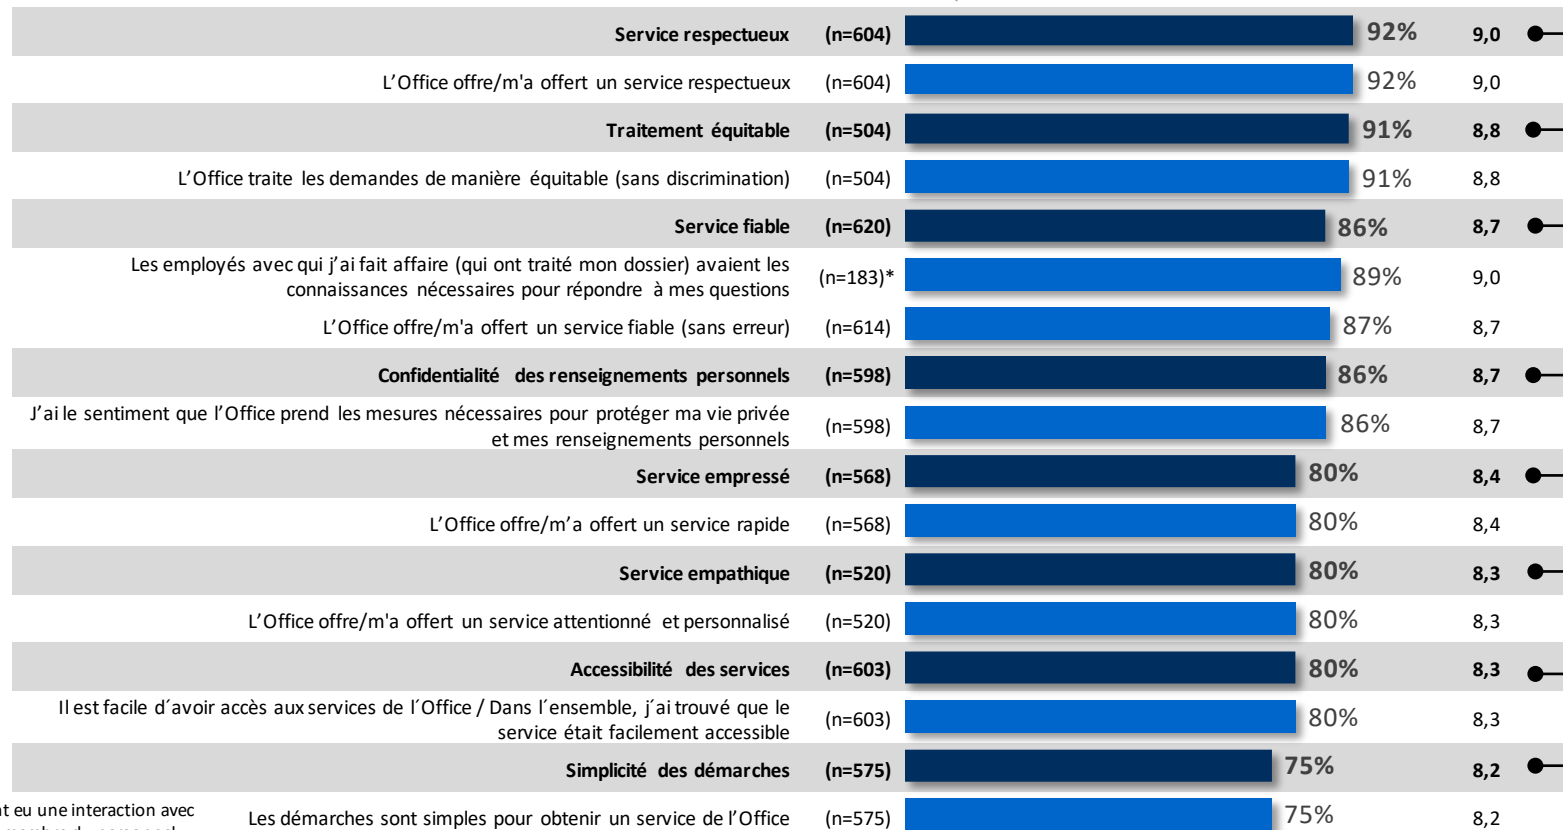 Service respectueux (n=604) 92% 9,0
L’Office offre/m'a offert un service respectueux (n=604) 92% 9,0
Traitement équitable (n=504) 91% 8,8
L’Office traite les demandes de manière équitable (sans discrimination) (n=504) 91% 8,8
Service fiable (n=620) 86% 8,7
Les employés avec qui j’ai fait affaire (qui ont traité mon dossier) avaient les
connaissances nécessaires pour répondre à mes questions (n=183)* 89% 9,0
L’Office offre/m'a offert un service fiable (sans erreur) (n=614) 87% 8,7
Confidentialité des renseignements personnels (n=598) 86% 8,7
J’ai le sentiment que l’Office prend les mesures nécessaires pour protéger ma vie privée
et mes renseignements personnels (n=598) 86% 8,7
Service empressé (n=568) 80% 8,4
L’Office offre/m’a offert un service rapide (n=568) 80% 8,4
Service empathique (n=520) 80% 8,3
L’Office offre/m'a offert un service attentionné et personnalisé (n=520) 80% 8,3
Accessibilité des services (n=603) 80% 8,3
Il est facile d´avoir accès aux services de l´Office / Dans l´ensemble, j´ai trouvé que le
service était facilement accessible (n=603) 80% 8,3
Simplicité des démarches (n=575) 75% 8,2
eu une interaction avec
Les démarches sont simples pour obtenir un service de l’Office (n=575) 75% 8,2